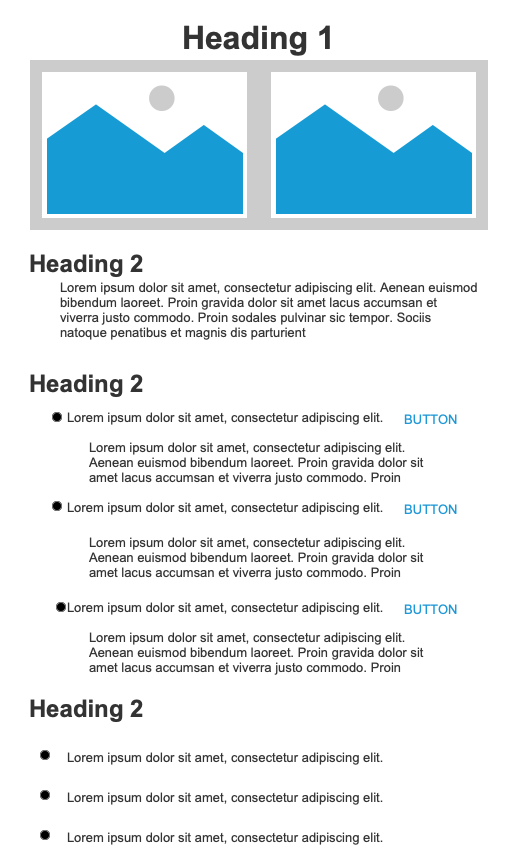 Heading 1
Heading 2
Lorem ipsum dolor sit amet, consectetur adipiscing elit. Aenean euismod
bibendum laoreet. Proin gravida dolor sit amet lacus accumsan et
viverra justo commodo. Proin sodales pulvinar sic tempor. Sociis
natoque penatibus et magnis dis parturient
Heading 2
Lorem ipsum dolor sit amet, consectetur adipiscing elit. BUTTON
Lorem ipsum dolor sit amet, consectetur adipiscing elit.
Aenean euismod bibendum laoreet. Proin gravida dolor sit
amet lacus accumsan et viverra justo commodo. Proin
Lorem ipsum dolor sit amet, consectetur adipiscing elit. BUTTON
Lorem ipsum dolor sit amet, consectetur adipiscing elit.
Aenean euismod bibendum laoreet. Proin gravida dolor sit
amet lacus accumsan et viverra justo commodo. Proin
Lorem ipsum dolor sit amet, consectetur adipiscing elit. BUTTON
Lorem ipsum dolor sit amet, consectetur adipiscing elit.
Aenean euismod bibendum laoreet. Proin gravida dolor sit
amet lacus accumsan et viverra justo commodo. Proin
Heading 2
Lorem ipsum dolor sit amet, consectetur adipiscing elit.
Lorem ipsum dolor sit amet, consectetur adipiscing elit.
Lorem ipsum dolor sit amet, consectetur adipiscing elit.